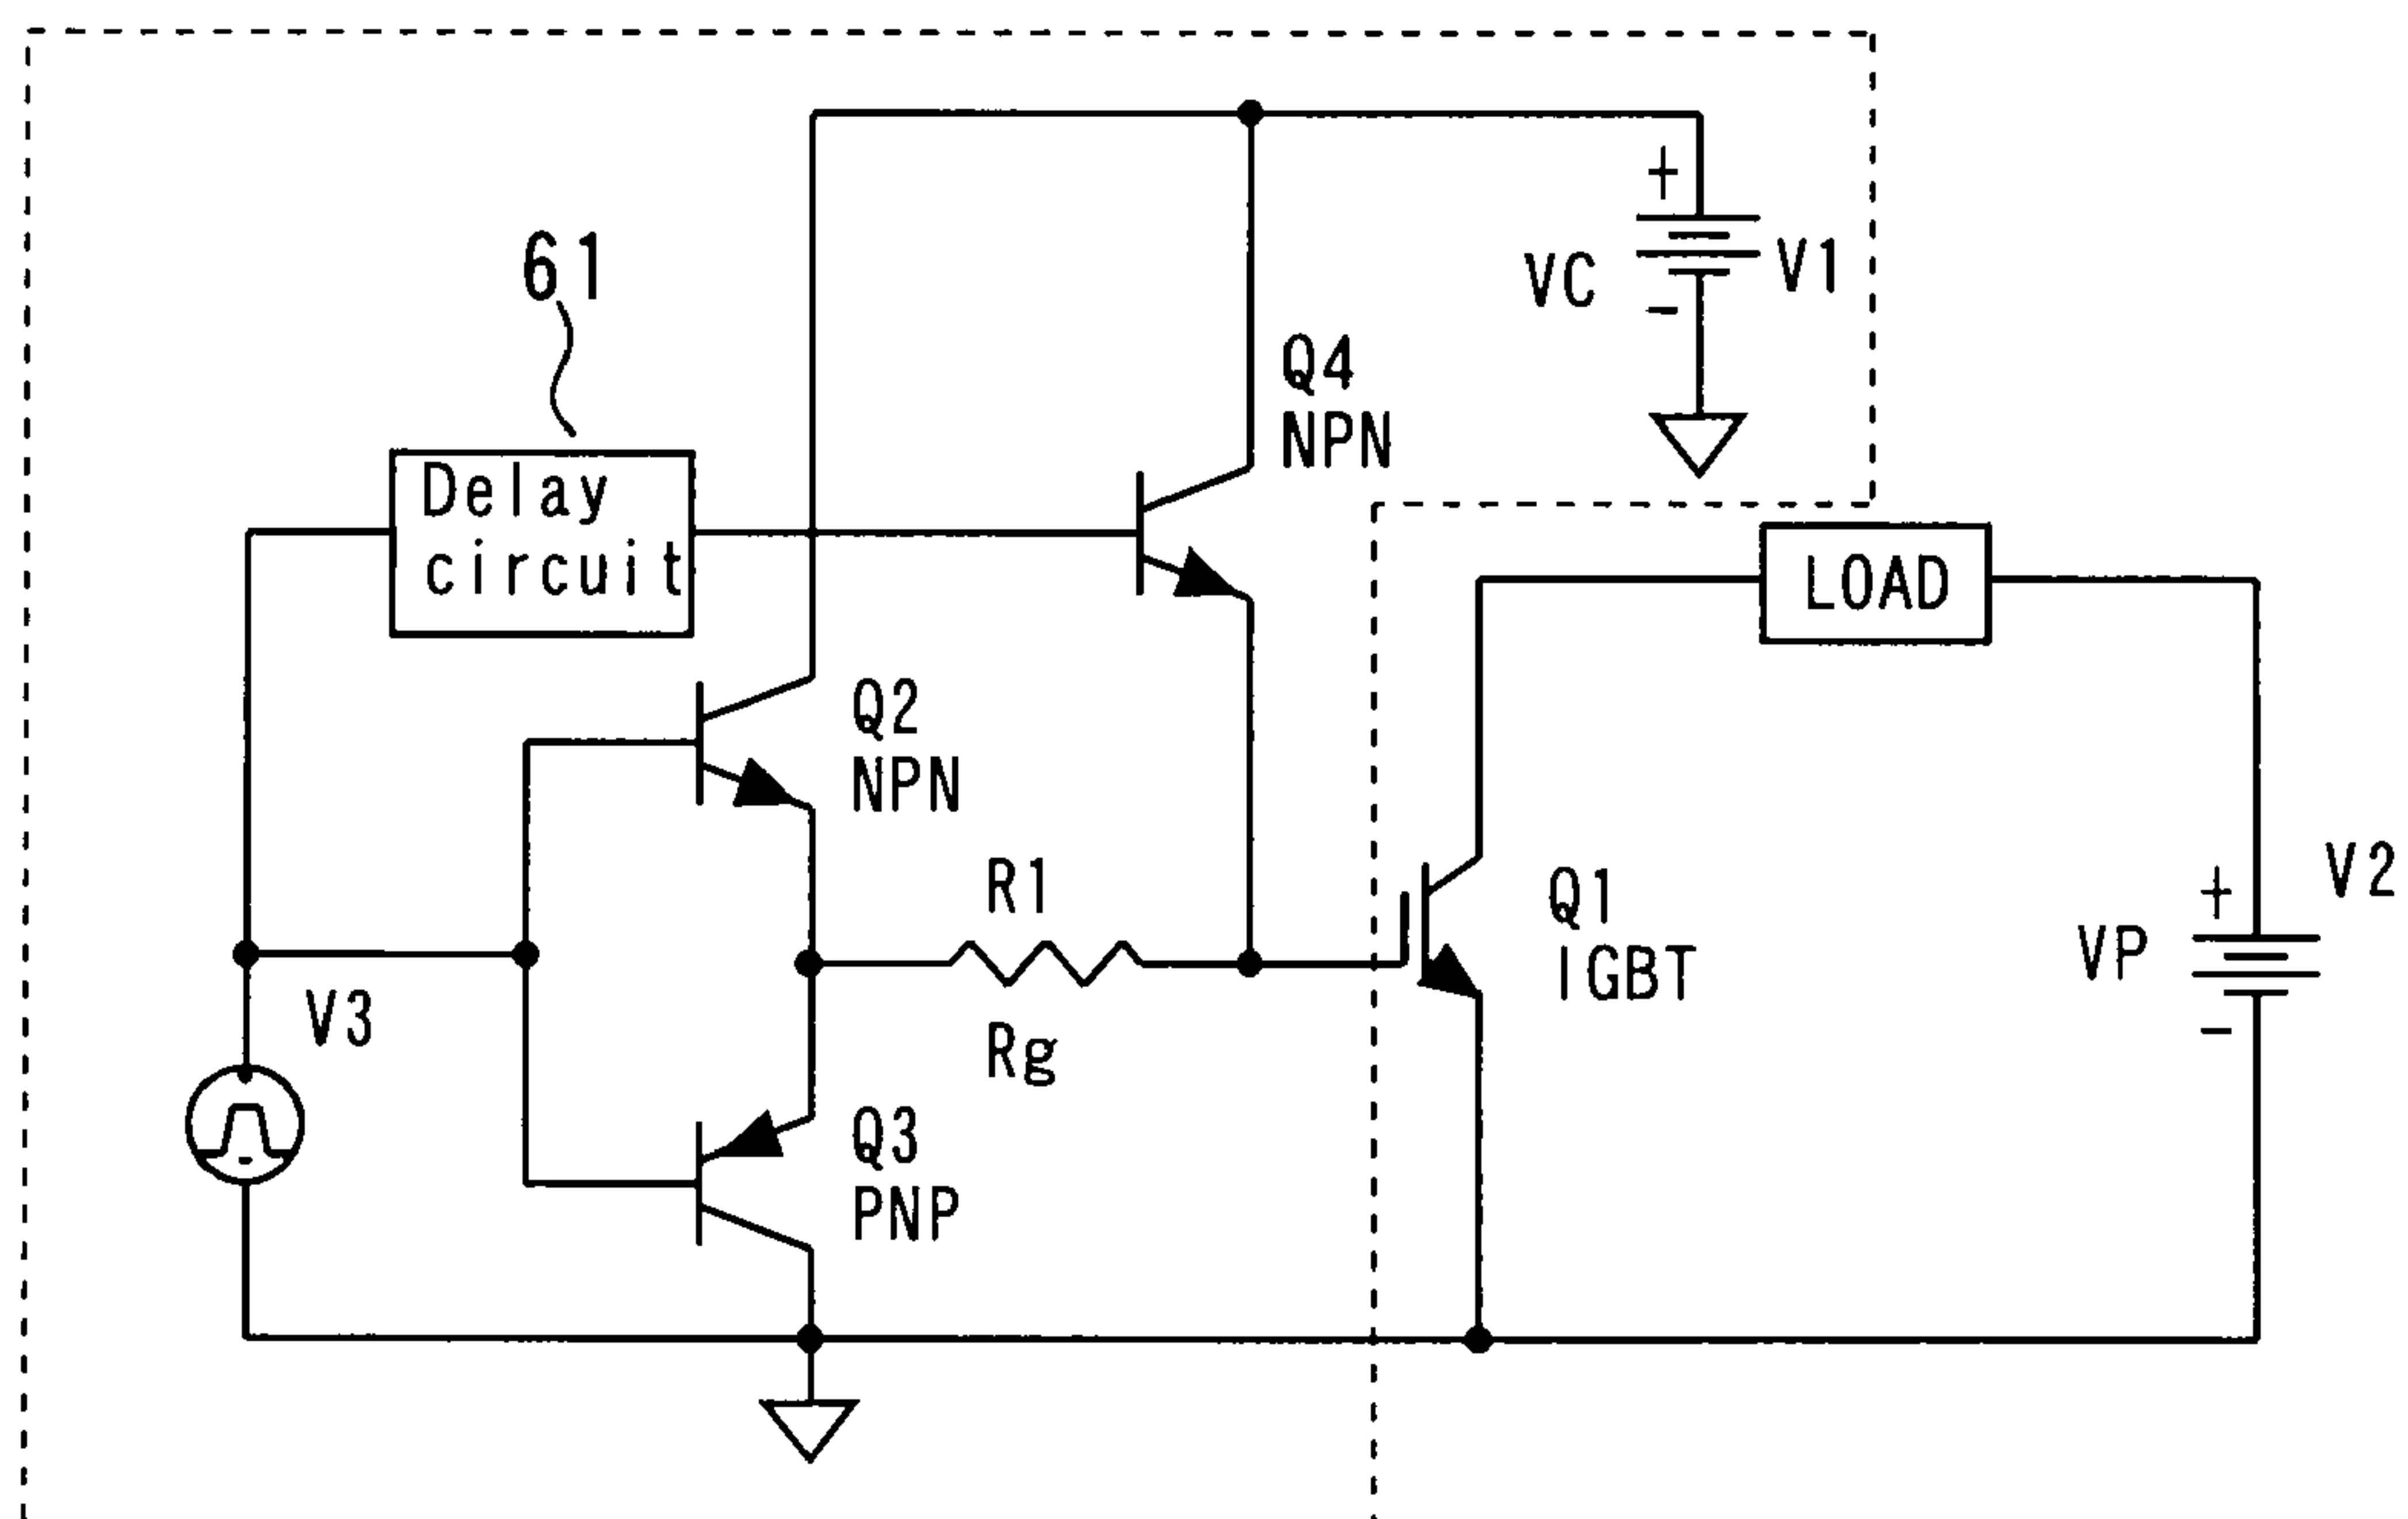 61
Delay
circuit
+
VC
V1
-
Q4
NPN
LOAD
Q2
NPN
R1
Rg
Q1
IGBT
V2
+
VP
-
V3
Q3
PNP